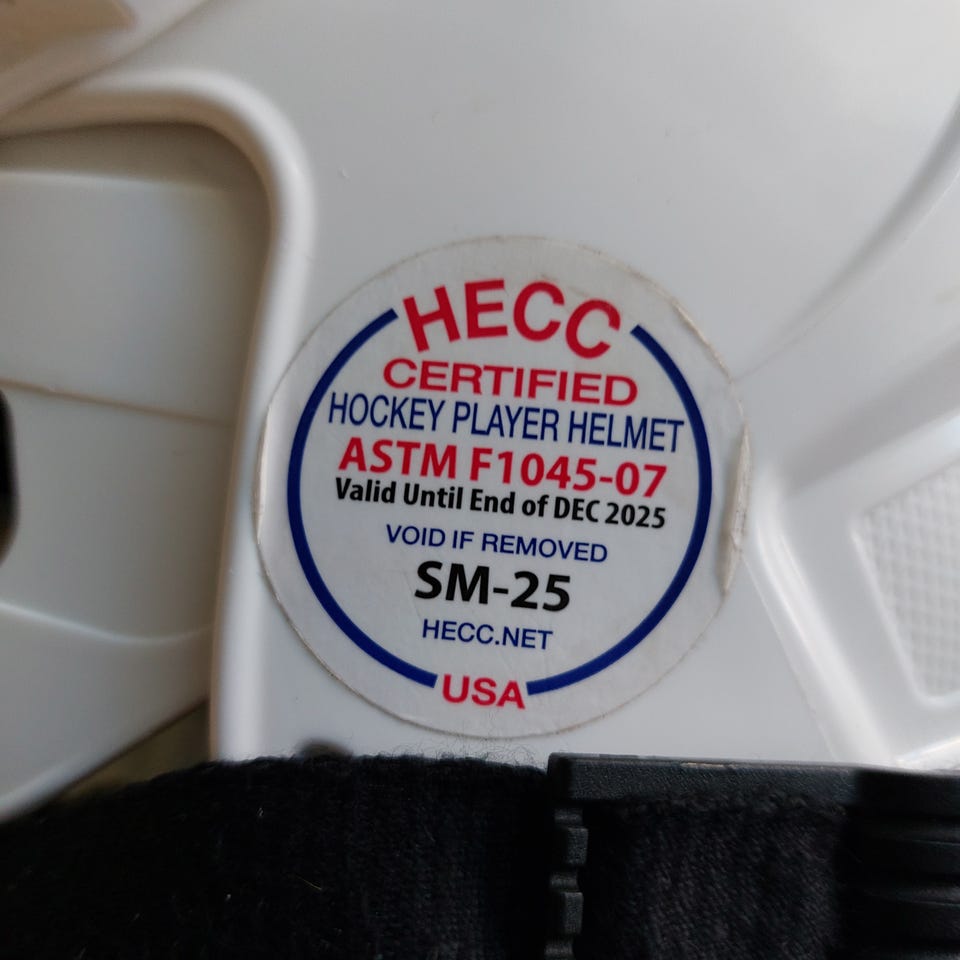 HECC
CERTIFIED
HOCKEY PLAYER HELMET
ASTM F1045-07
Valid Until End of DEC 2025
VOID IF REMOVED
SM-25
HECC.NET
USA